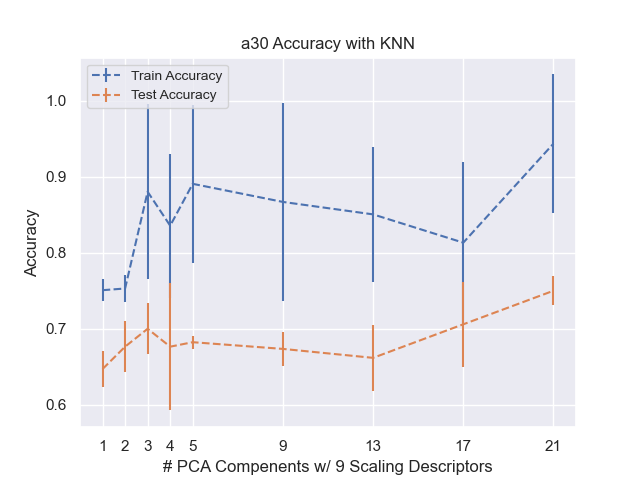 a30 Accuracy with KNN
Train Accuracy
Test Accuracy
1.0
0.9
0.8
0.7
0.6
Accuracy
1 2 3 4 5 9 13 17 21
# PCA Compenents w/ 9 Scaling Descriptors